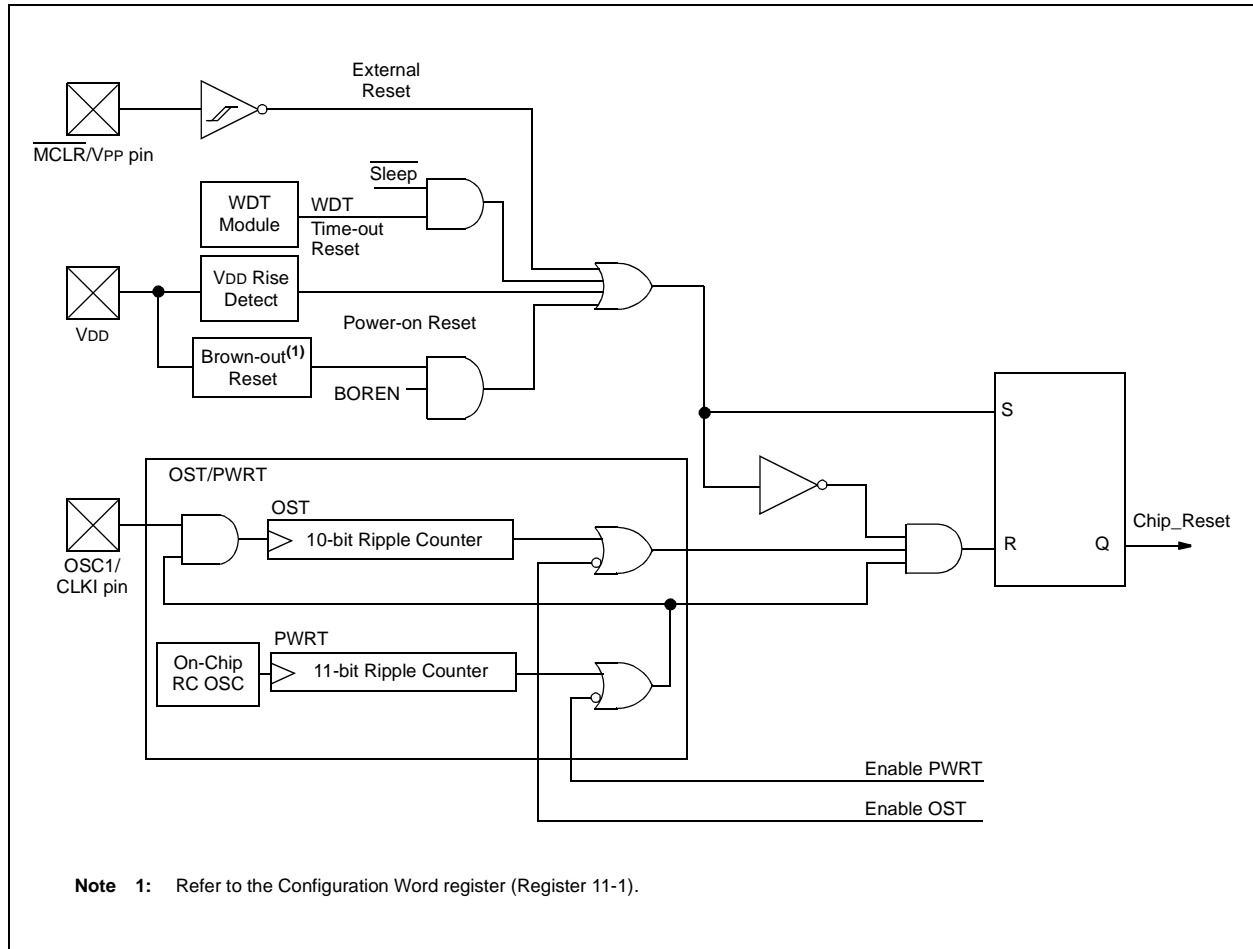 External
Reset
MCLR/VPP pin
Sleep
WDT
Module
WDT
Time-out
Reset
VDD Rise
Detect
VDD
Power-on Reset
Brown-out(1)
Reset
BOREN
S
OST/PWRT
OST
10-bit Ripple Counter
OSC1/
CLKI pin
Chip_Reset
R
Q
PWRT
On-Chip
RC OSC
11-bit Ripple Counter
Enable PWRT
Enable OST
Note 1: Refer to the Configuration Word register (Register 11-1).